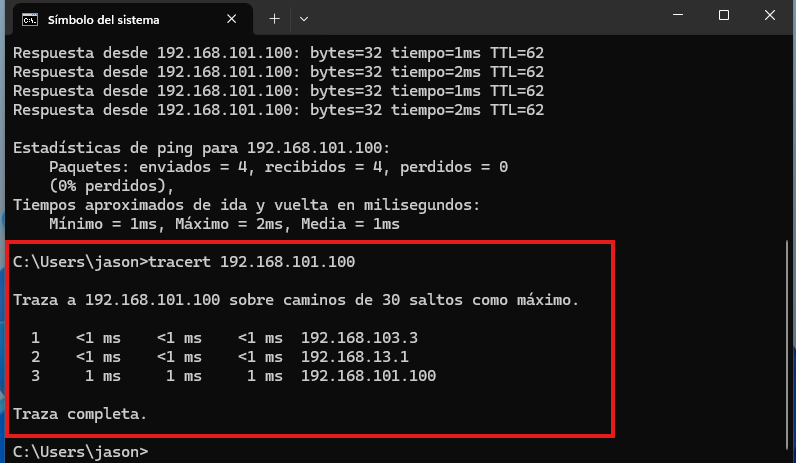 Símbolo del sistema
Respuesta desde 192.168.101.100: bytes=32 tiempo=1ms TTL=62
Respuesta desde 192.168.101.100: bytes=32 tiempo=2ms TTL=62
Respuesta desde 192.168.101.100: bytes=32 tiempo=1ms TTL=62
Respuesta desde 192.168.101.100: bytes=32 tiempo=2ms TTL=62
Estadísticas de ping para 192.168.101.100:
    Paquetes: enviados = 4, recibidos = 4, perdidos = 0
    (0% perdidos),
Tiempos aproximados de ida y vuelta en milisegundos:
    Mínimo = 1ms, Máximo = 2ms, Media = 1ms
C:\Users\jason>tracert 192.168.101.100
Traza a 192.168.101.100 sobre caminos de 30 saltos como máximo.
  1    <1 ms    <1 ms    <1 ms  192.168.103.3
  2    <1 ms    <1 ms    <1 ms  192.168.13.1
  3     1 ms     1 ms     1 ms  192.168.101.100
Traza completa.
C:\Users\jason>